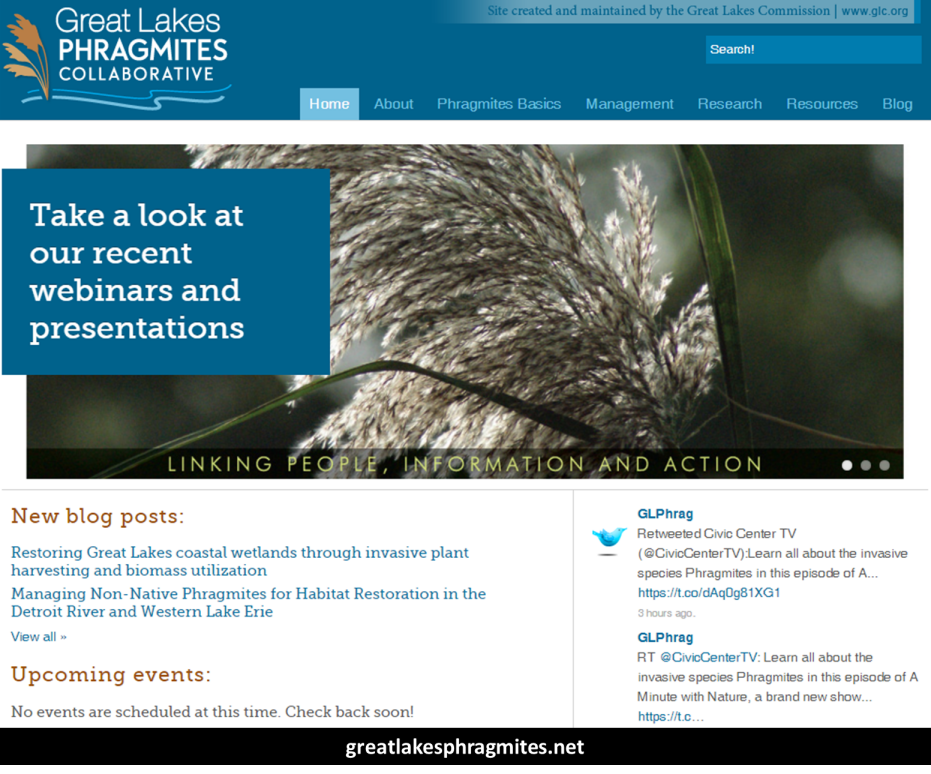 Great Lakes
PHRAGMITES
COLLABORATIVE
Site created and maintained by the Great Lakes Commission | www.glc.org
Search!
Home About Phragmites Basics Management Research Resources Blog
Take a look at
our recent
webinars and
presentations
LINKING PEOPLE, INFORMATION AND ACTION
New blog posts:
Restoring Great Lakes coastal wetlands through invasive plant
harvesting and biomass utilization
Managing Non-Native Phragmites for Habitat Restoration in the
Detroit River and Western Lake Erie
View all »
Upcoming events:
No events are scheduled at this time. Check back soon!
GLPhrag
Retweeted Civic Center TV
(@CivicCenterTV):Learn all about the invasive
species Phragmites in this episode of A...
https://t.co/dAq0g81XG1
3 hours ago.
GLPhrag
RT @CivicCenterTV: Learn all about the
invasive species Phragmites in this episode of A
Minute with Nature, a brand new show...
https://t.c...
greatlakesphragmites.net